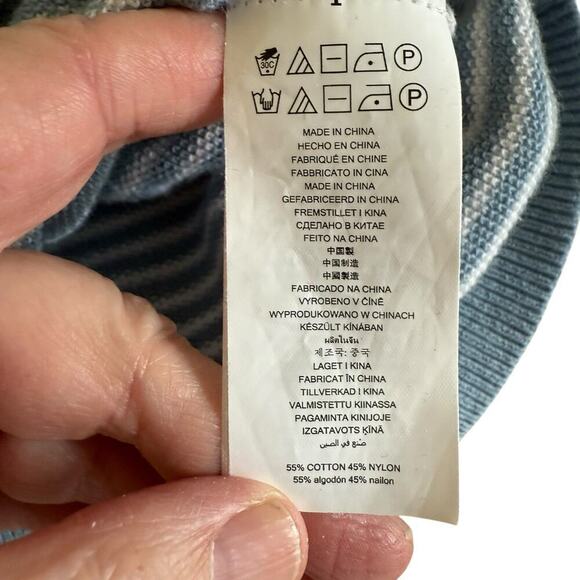 30C P
P
MADE IN CHINA
HECHO EN CHINA
FABRIQUÉ EN CHINE
FABBRICATO IN CINA
MADE IN CHINA
GEFABRICEERD IN CHINA
FREMSTILLET I KINA
СДЕЛАНО В КИТАЕ
FEITO NA CHINA
中国製
中国制造
中國製造
FABRICADO NA CHINA
VYROBENO V ČÍNĚ
WYPRODUKOWANO W CHINACH
KÉSZÜLT KÍNÁBAN
ผลิตในจีน
제조국: 중국
LAGET I KINA
FABRICAT ÎN CHINA
TILLVERKAD I KINA
VALMISTETTU KIINASSA
PAGAMINTA KINIJOJE
IZGATAVOTS ĶĪNĀ
صنع في الصين
55% COTTON 45% NYLON
55% algodón 45% nailon